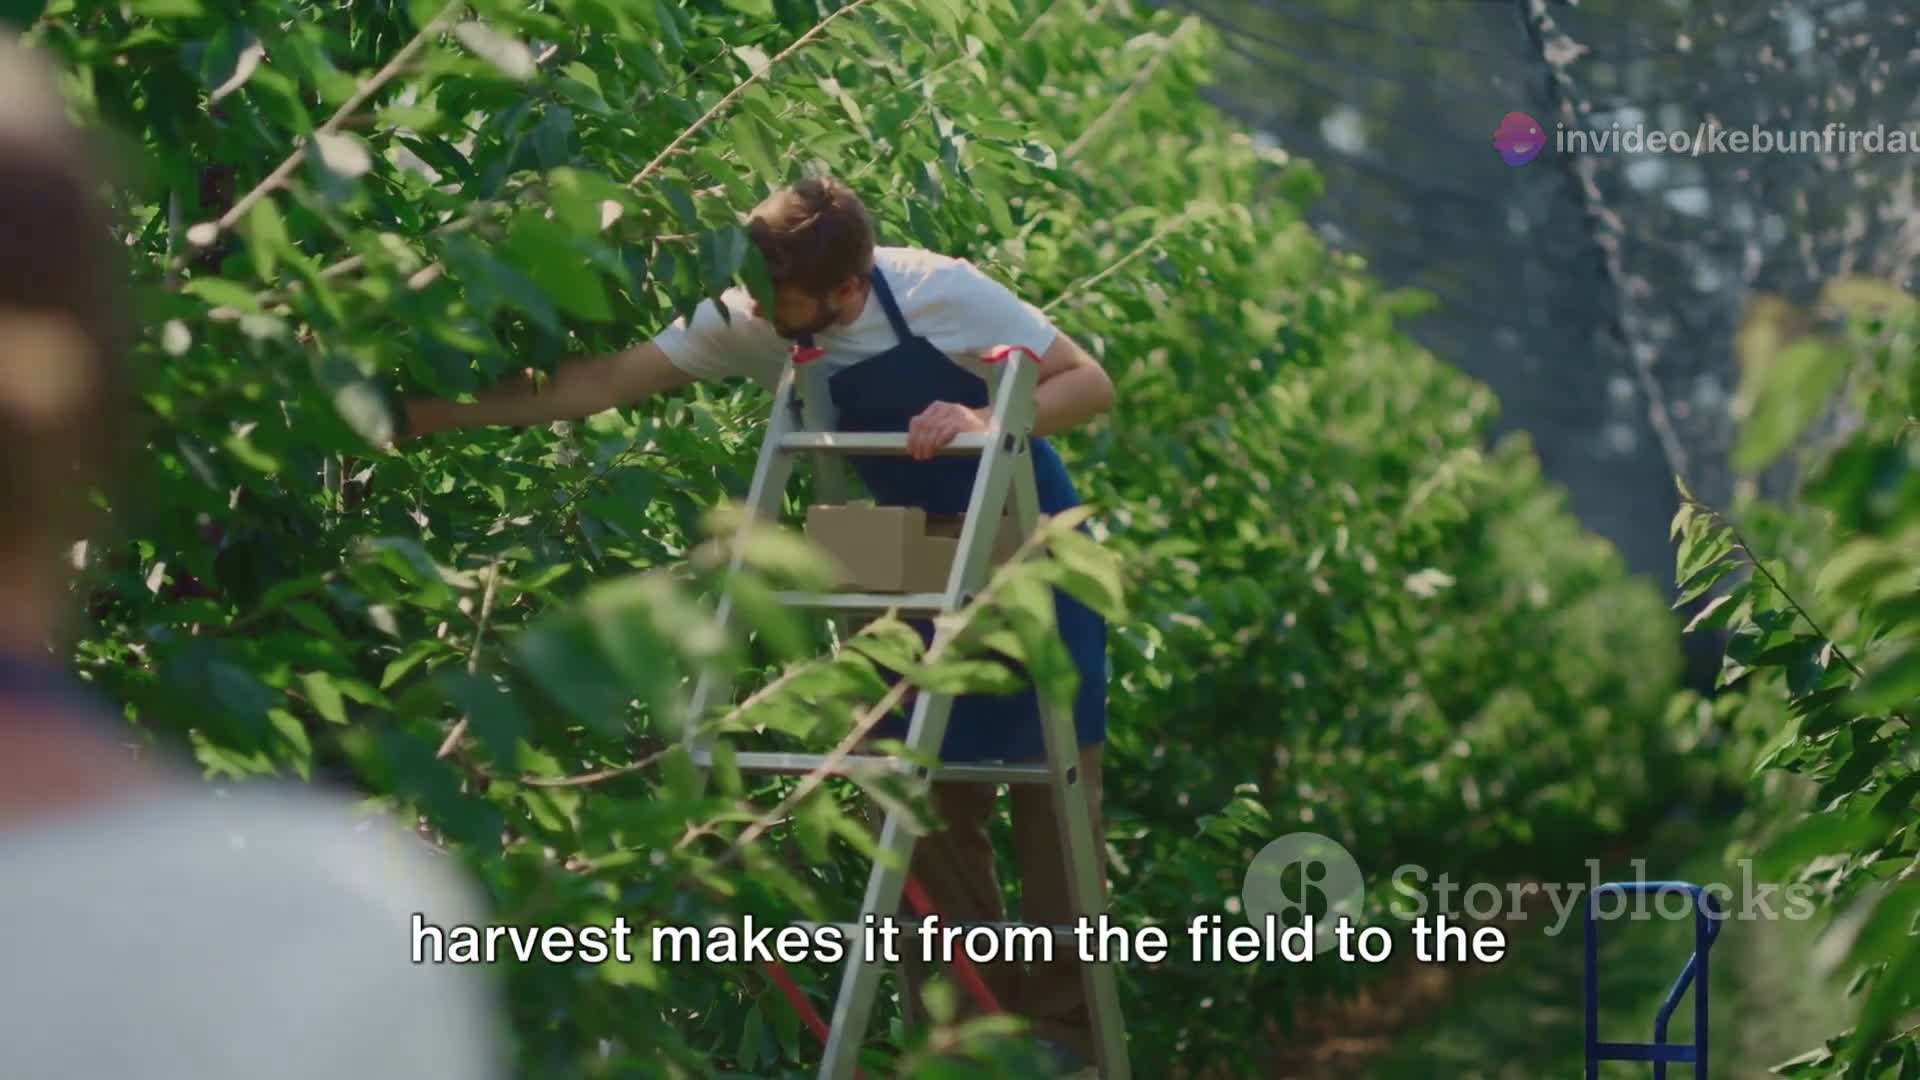 invideo/kebunfirdau
Storyblocks
harvest makes it from the field to the